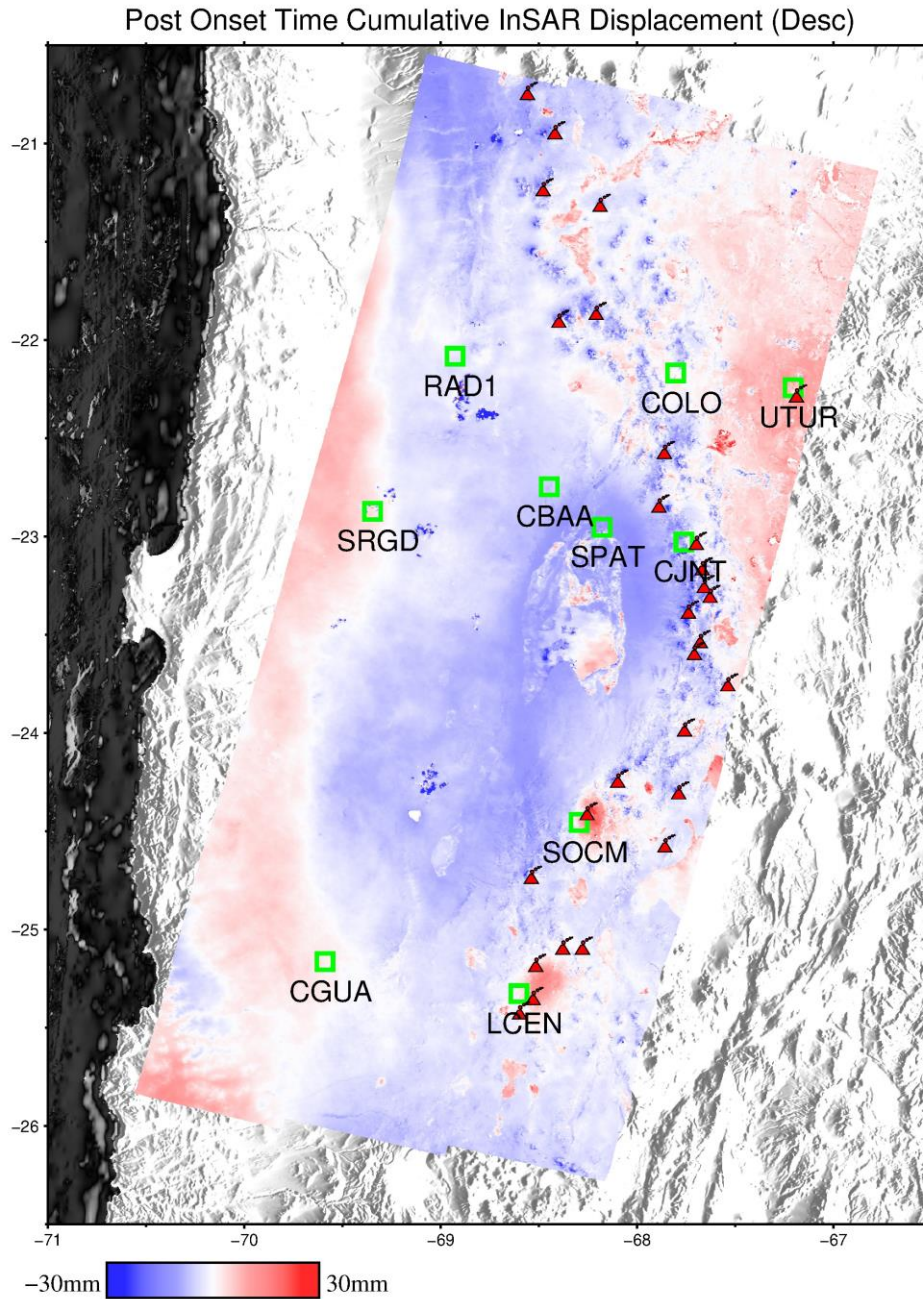 Post Onset Time Cumulative InSAR Displacement (Desc)
−21
−22
RAD1
COLO
UTUR
CBAA
−23
SRGD
SPAT
CJNT
−24
SOCM
−25
CGUA
LCEN
−26
−71
−70
−69
−68
−67
−30mm
30mm